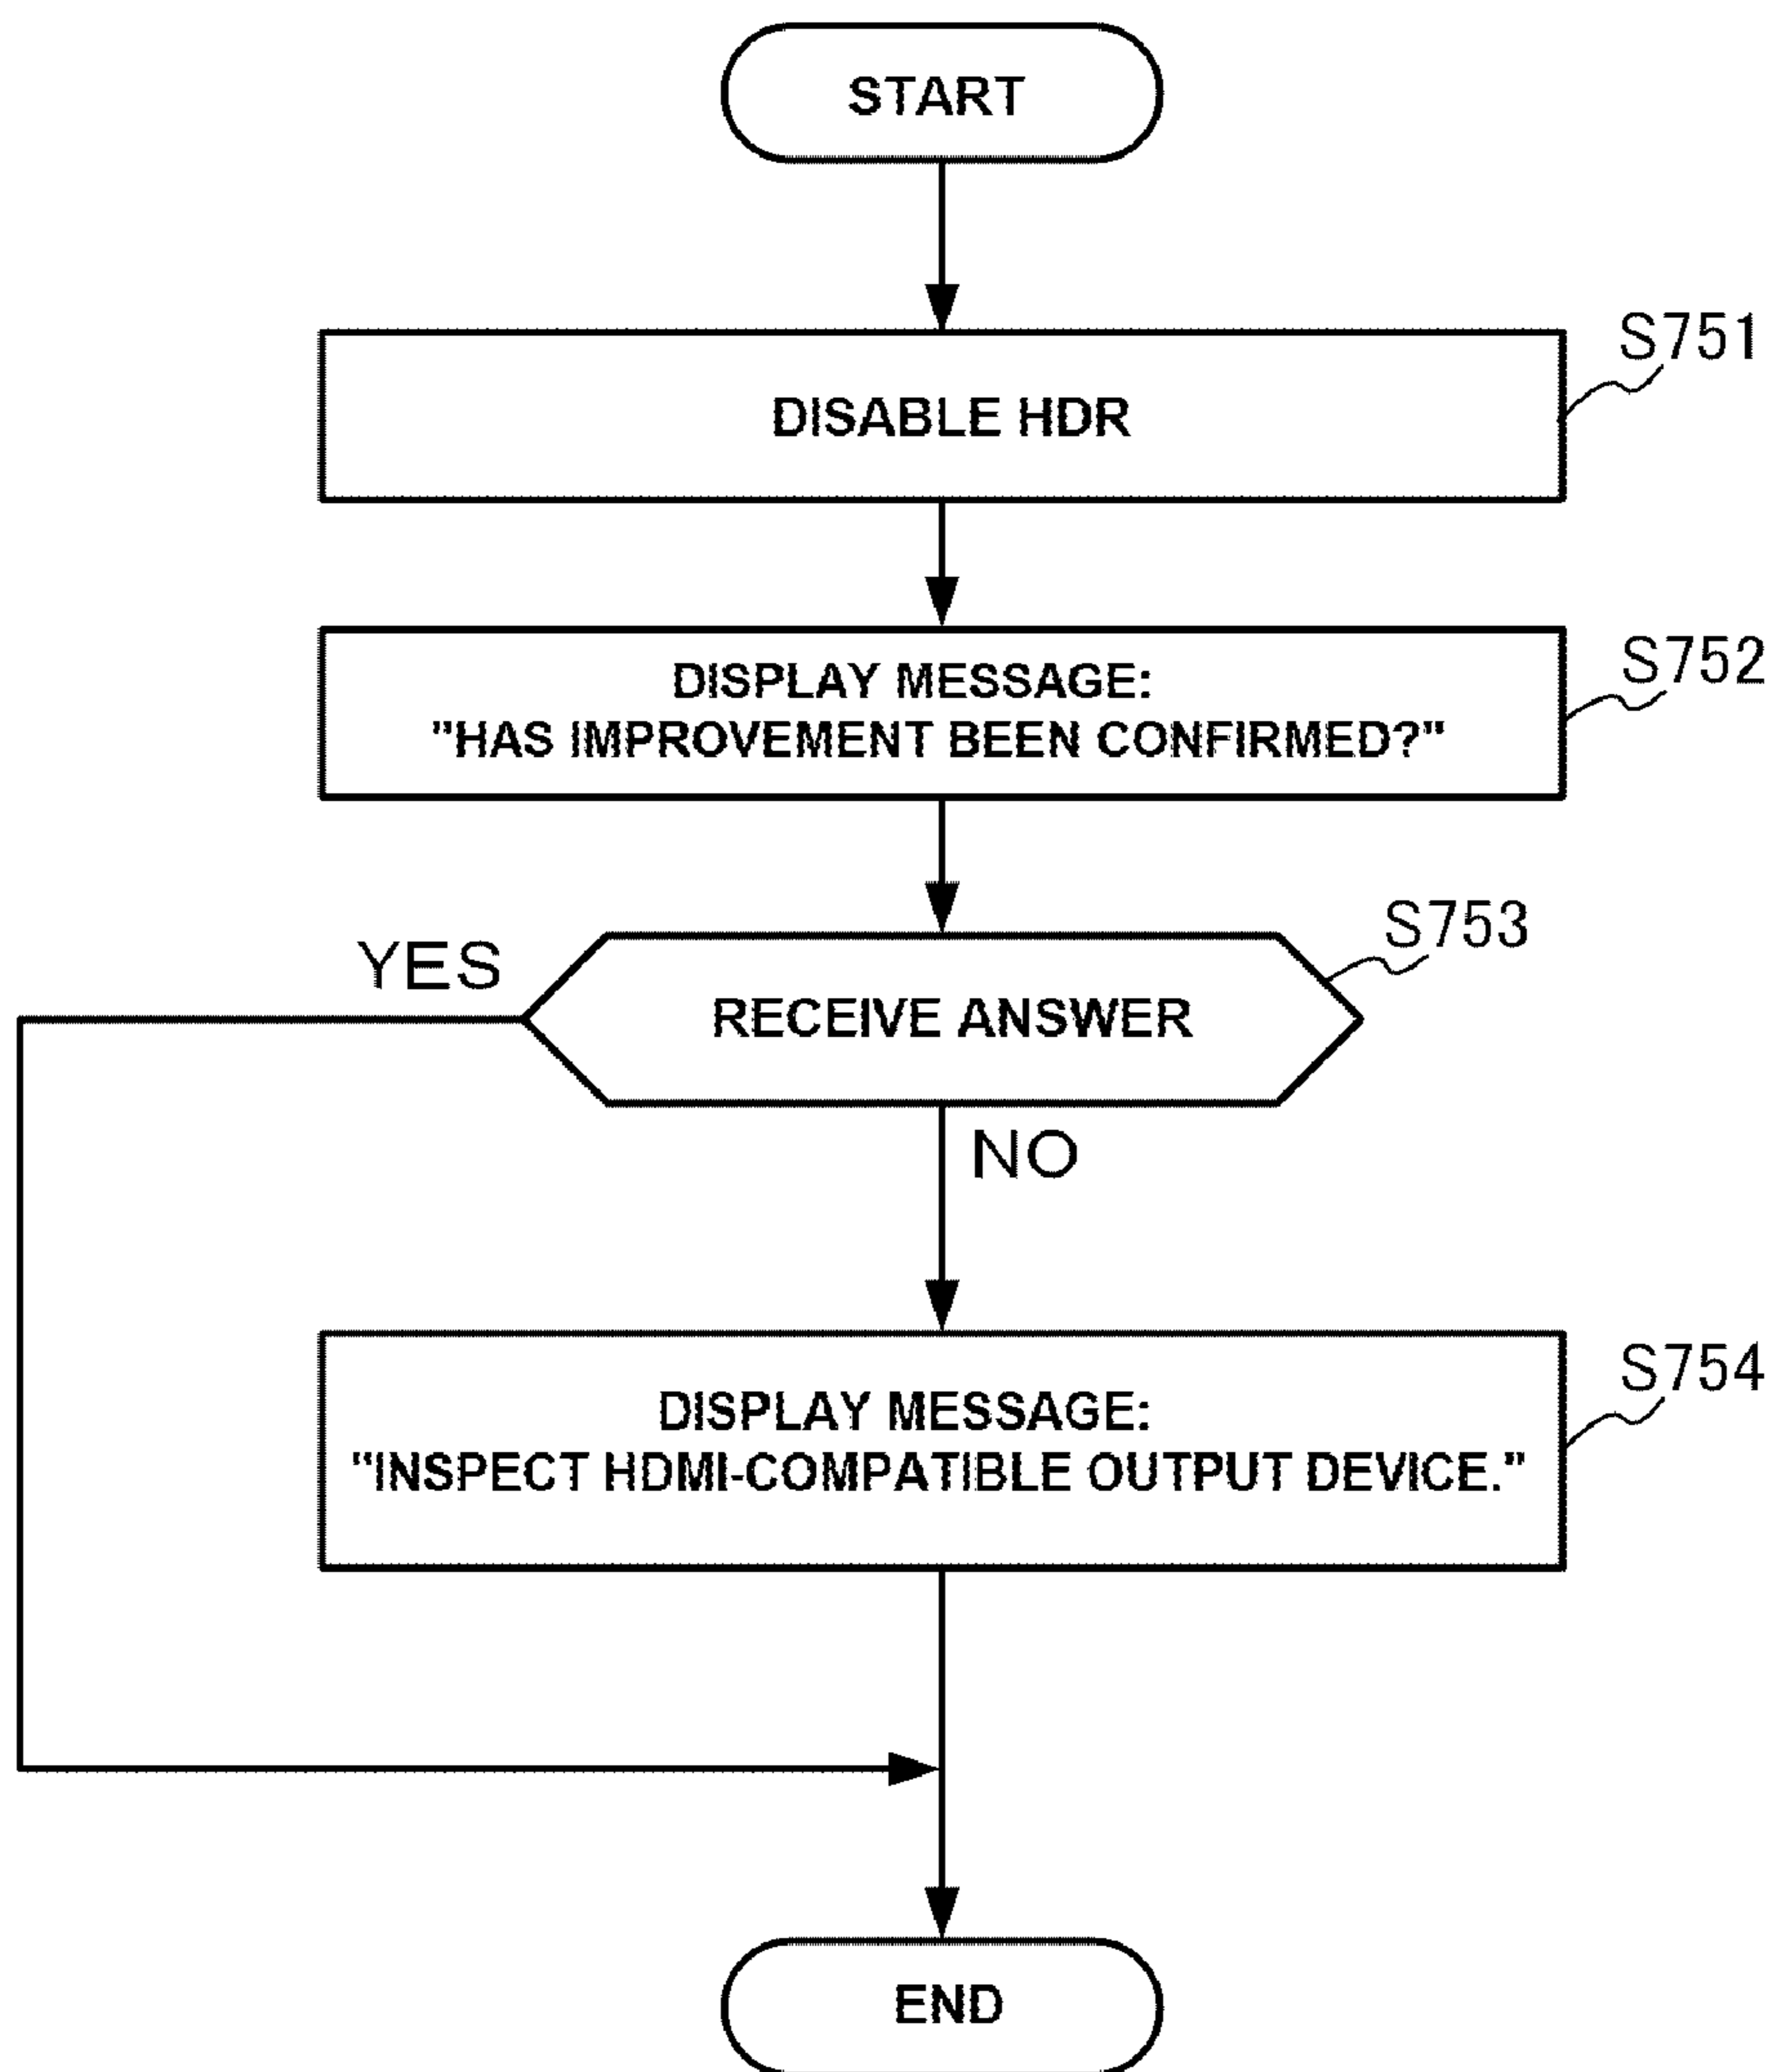 START
S751
DISABLE HDR
S752
DISPLAY MESSAGE:
"HAS IMPROVEMENT BEEN CONFIRMED?"
S753
YES
RECEIVE ANSWER
NO
S754
DISPLAY MESSAGE:
"INSPECT HDMI-COMPATIBLE OUTPUT DEVICE."
END